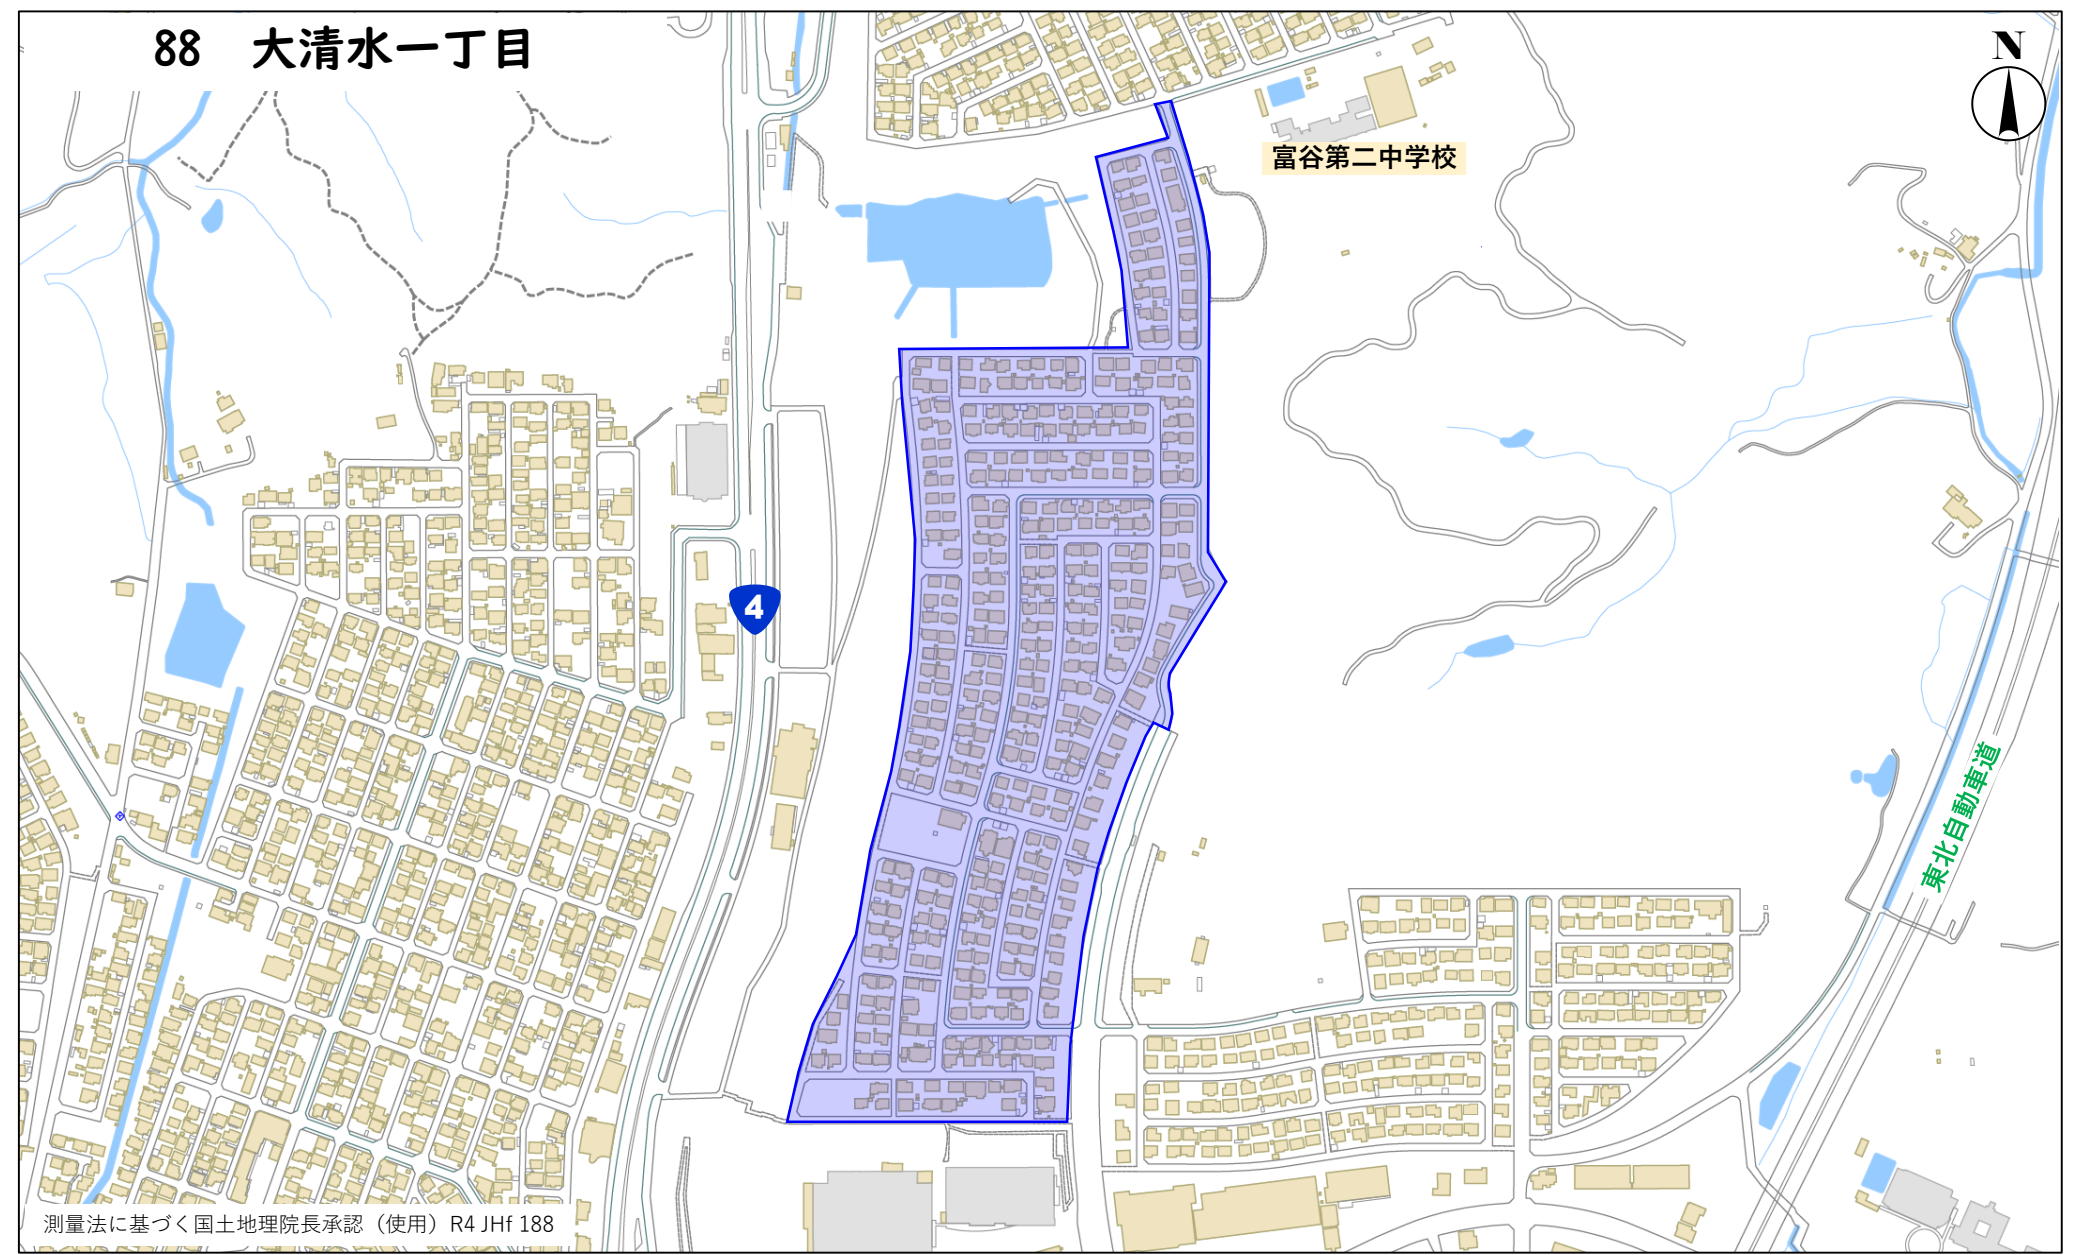 88　大清水一丁目
N
富谷第二中学校
4
東北自動車道
測量法に基づく国土地理院長承認（使用）R4 JHf 188